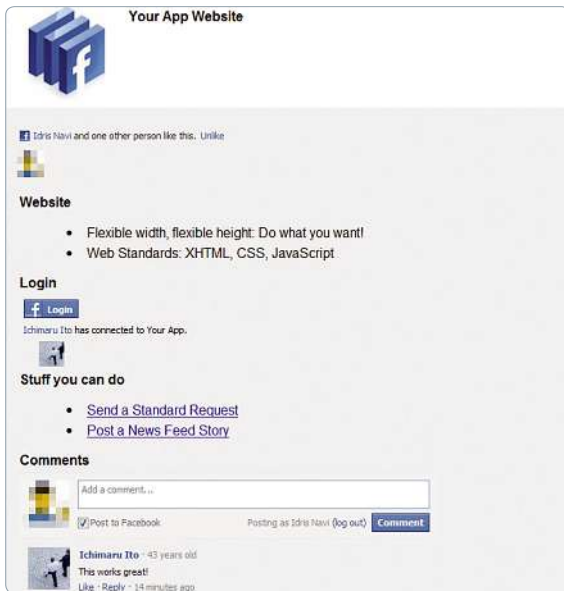 Your App Website
Idris Navi and one other person like this. Unlike
Website
• Flexible width, flexible height: Do what you want!
• Web Standards: XHTML, CSS, JavaScript
Login
f Login
Ichimaru Ito has connected to Your App.
Stuff you can do
• Send a Standard Request
• Post a News Feed Story
Comments
Add a comment...
Post to Facebook Posting as Idris Navi (log out) Comment
Ichimaru Ito · 43 years old
This works great!
Like · Reply · 14 minutes ago